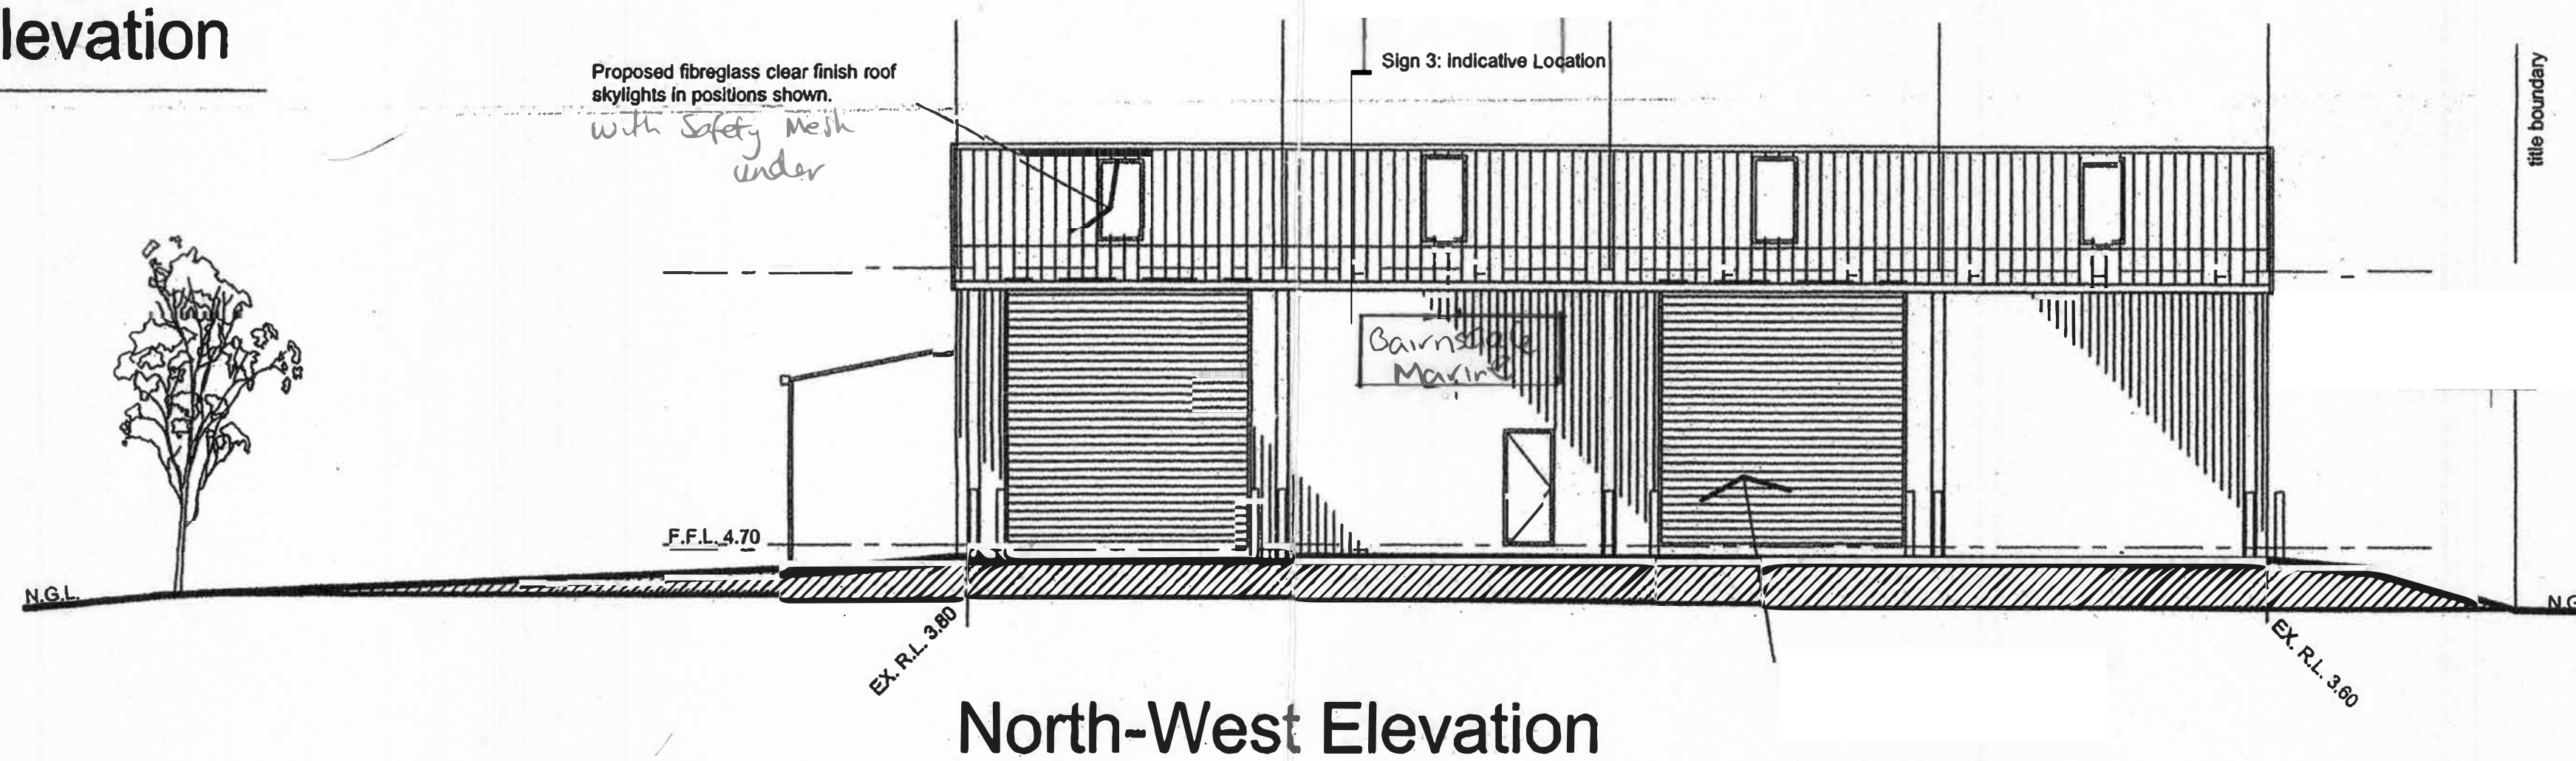 levation
Proposed fibreglass clear finish roof
skylights in positions shown.
with Safety Mesh
under
Sign 3: Indicative Location
title boundary
Bairnsdale
Marine
F.F.L. 4.70
N.G.L.
N.G
EX. R.L. 3.80
EX. R.L. 3.60
North-West Elevation